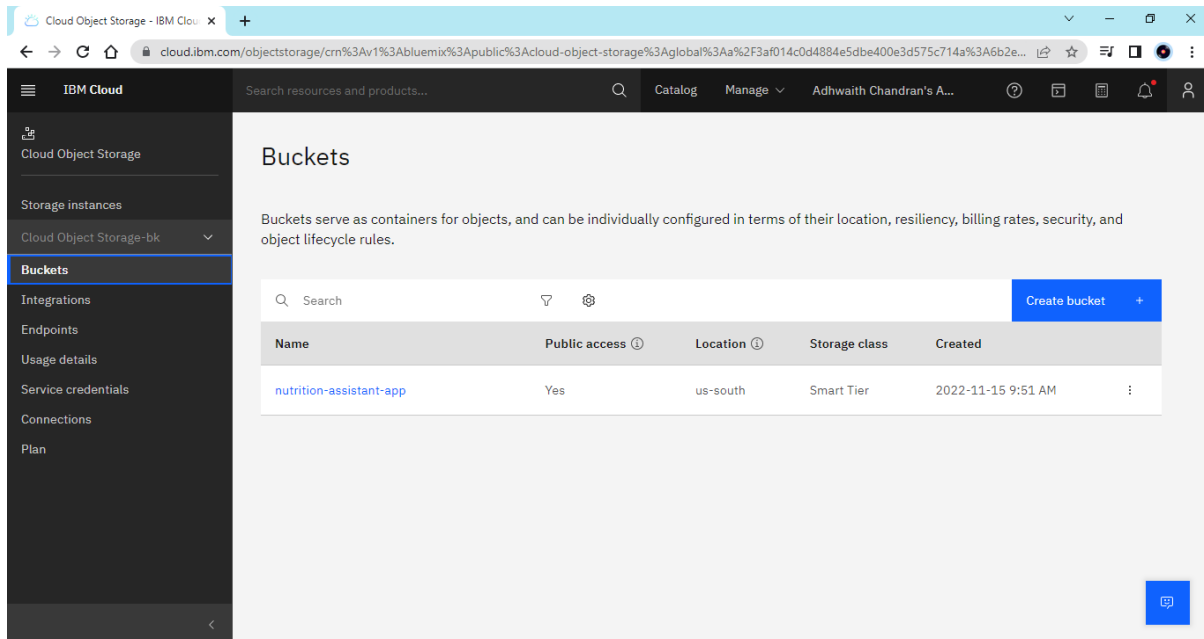 Cloud Object Storage - IBM Clou
cloud.ibm.com/objectstorage/crn%3Av1%3Abluemix%3Apublic%3Acloud-object-storage%3Aglobal%3Aa%2F3af014c0d4884e5dbe400e3d575c714a%3A6b2e...
IBM Cloud
Search resources and products...
Catalog
Manage
Adhwaith Chandran's A...
Cloud Object Storage
Storage instances
Cloud Object Storage-bk
Buckets
Integrations
Endpoints
Usage details
Service credentials
Connections
Plan
Buckets
Buckets serve as containers for objects, and can be individually configured in terms of their location, resiliency, billing rates, security, and
object lifecycle rules.
Search
Create bucket +
Name Public access Location Storage class Created
nutrition-assistant-app Yes us-south Smart Tier 2022-11-15 9:51 AM